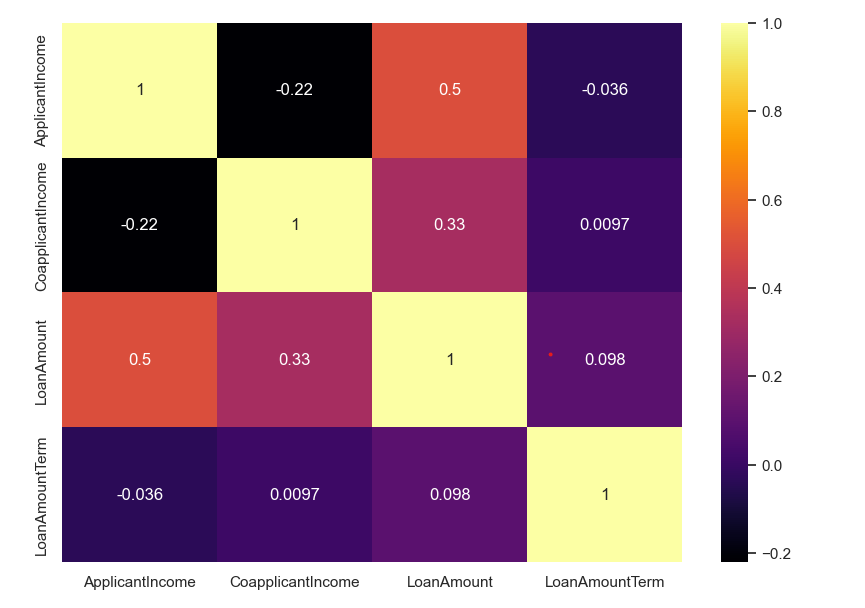 ApplicantIncome
1
-0.22
0.5
-0.036
CoapplicantIncome
-0.22
1
0.33
0.0097
LoanAmount
0.5
0.33
1
0.098
LoanAmountTerm
-0.036
0.0097
0.098
1
ApplicantIncome
CoapplicantIncome
LoanAmount
LoanAmountTerm
1.0
0.8
0.6
0.4
0.2
0.0
−0.2